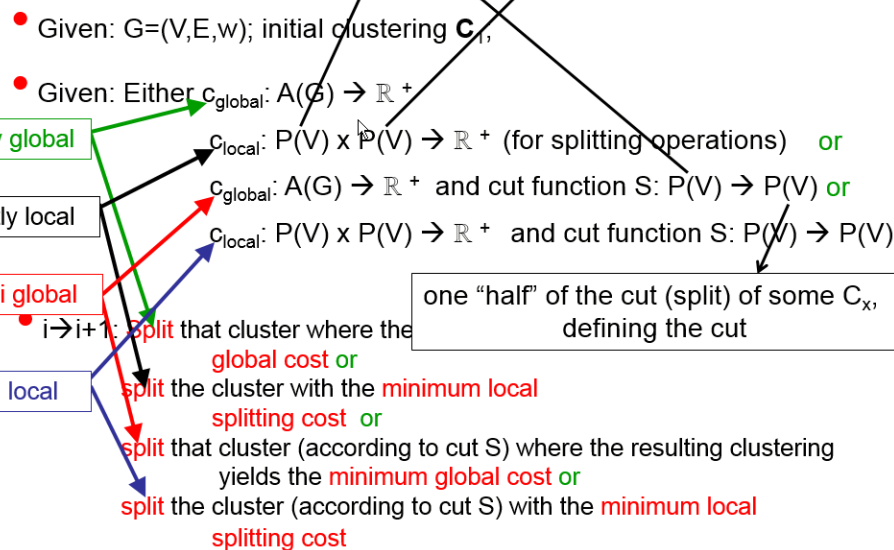 Given: G=(V,E,w); initial clustering C1,
Given: Either cglobal: A(G) → ℝ +
global
clocal: P(V) x P(V) → ℝ + (for splitting operations) or
cglobal: A(G) → ℝ + and cut function S: P(V) → P(V) or
local
clocal: P(V) x P(V) → ℝ + and cut function S: P(V) → P(V)
global
one “half” of the cut (split) of some Cx,
defining the cut
i→i+1: Split that cluster where the
global cost or
local
split the cluster with the minimum local
splitting cost or
split that cluster (according to cut S) where the resulting clustering
yields the minimum global cost or
split the cluster (according to cut S) with the minimum local
splitting cost